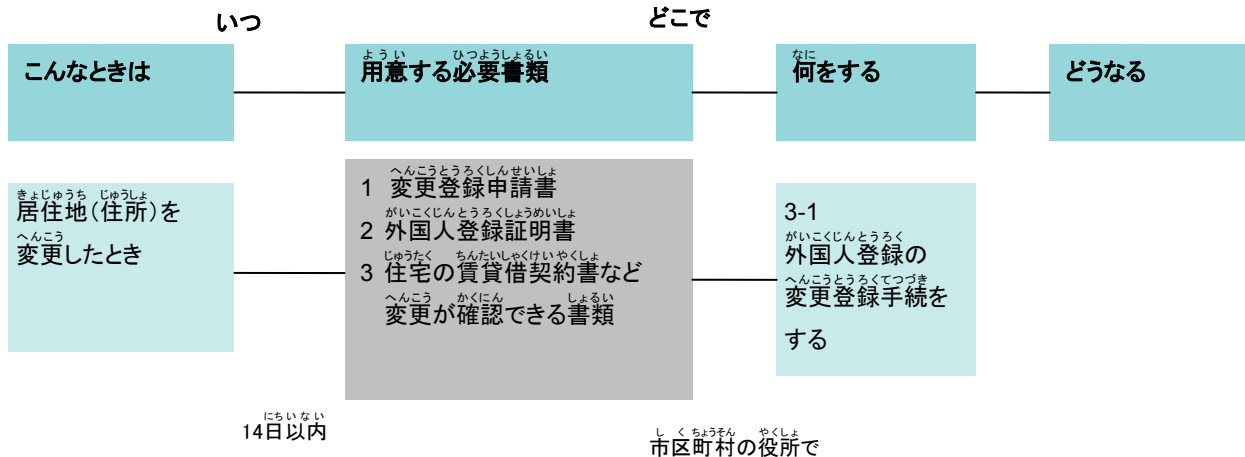 いつ
どこで
こんなときは
ようい ひつようしょるい
用意する必要書類
なに
何をする
どうなる
きょじゅうち じゅうしょ
居住地(住所)を
へんこう
変更したとき
へんこうとうろくしんせいしょ
1 変更登録申請書
がいこくじんとうろくしょうめいしょ
2 外国人登録証明書
じゅうたく ちんたいしゃくけいやくしょ
3 住宅の賃貸借契約書など
へんこう かくにん しょるい
変更が確認できる書類
3-1
がいこくじんとうろく
外国人登録の
へんこうとうろくてつづき
変更登録手続を
する
にちいない
14日以内
しくちょうそん やくしょ
市区町村の役所で